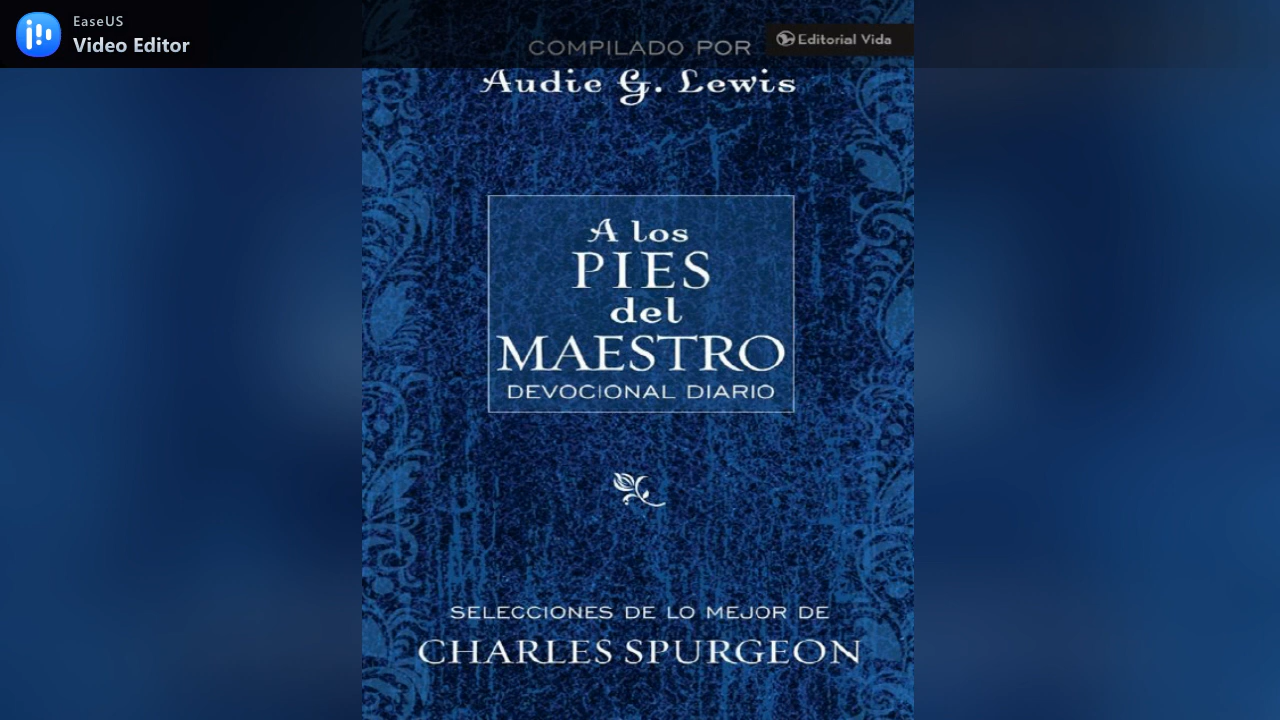 EaseUS
Video Editor
COMPILADO POR
Editorial Vida
Audie G. Lewis
A los
PIES
del
MAESTRO
DEVOCIONAL DIARIO
SELECCIONES DE LO MEJOR DE
CHARLES SPURGEON